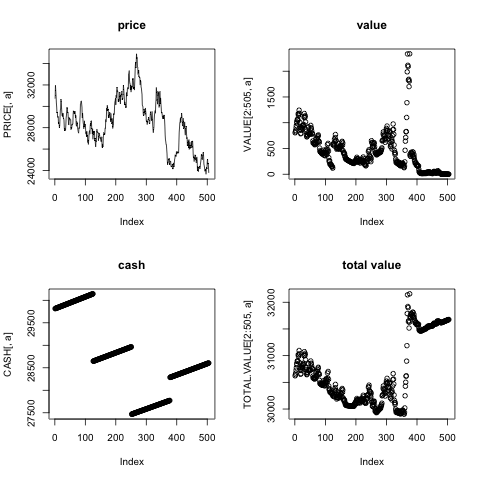 price
value
PRICE[, a]
24000 28000 32000
0 100 200 300 400 500
Index
VALUE[2:505, a]
0 500 1500
0 100 200 300 400 500
Index
cash
total value
CASH[, a]
27500 28500 29500
0 100 200 300 400 500
Index
TOTAL.VALUE[2:505, a]
30000 31000 32000
0 100 200 300 400 500
Index